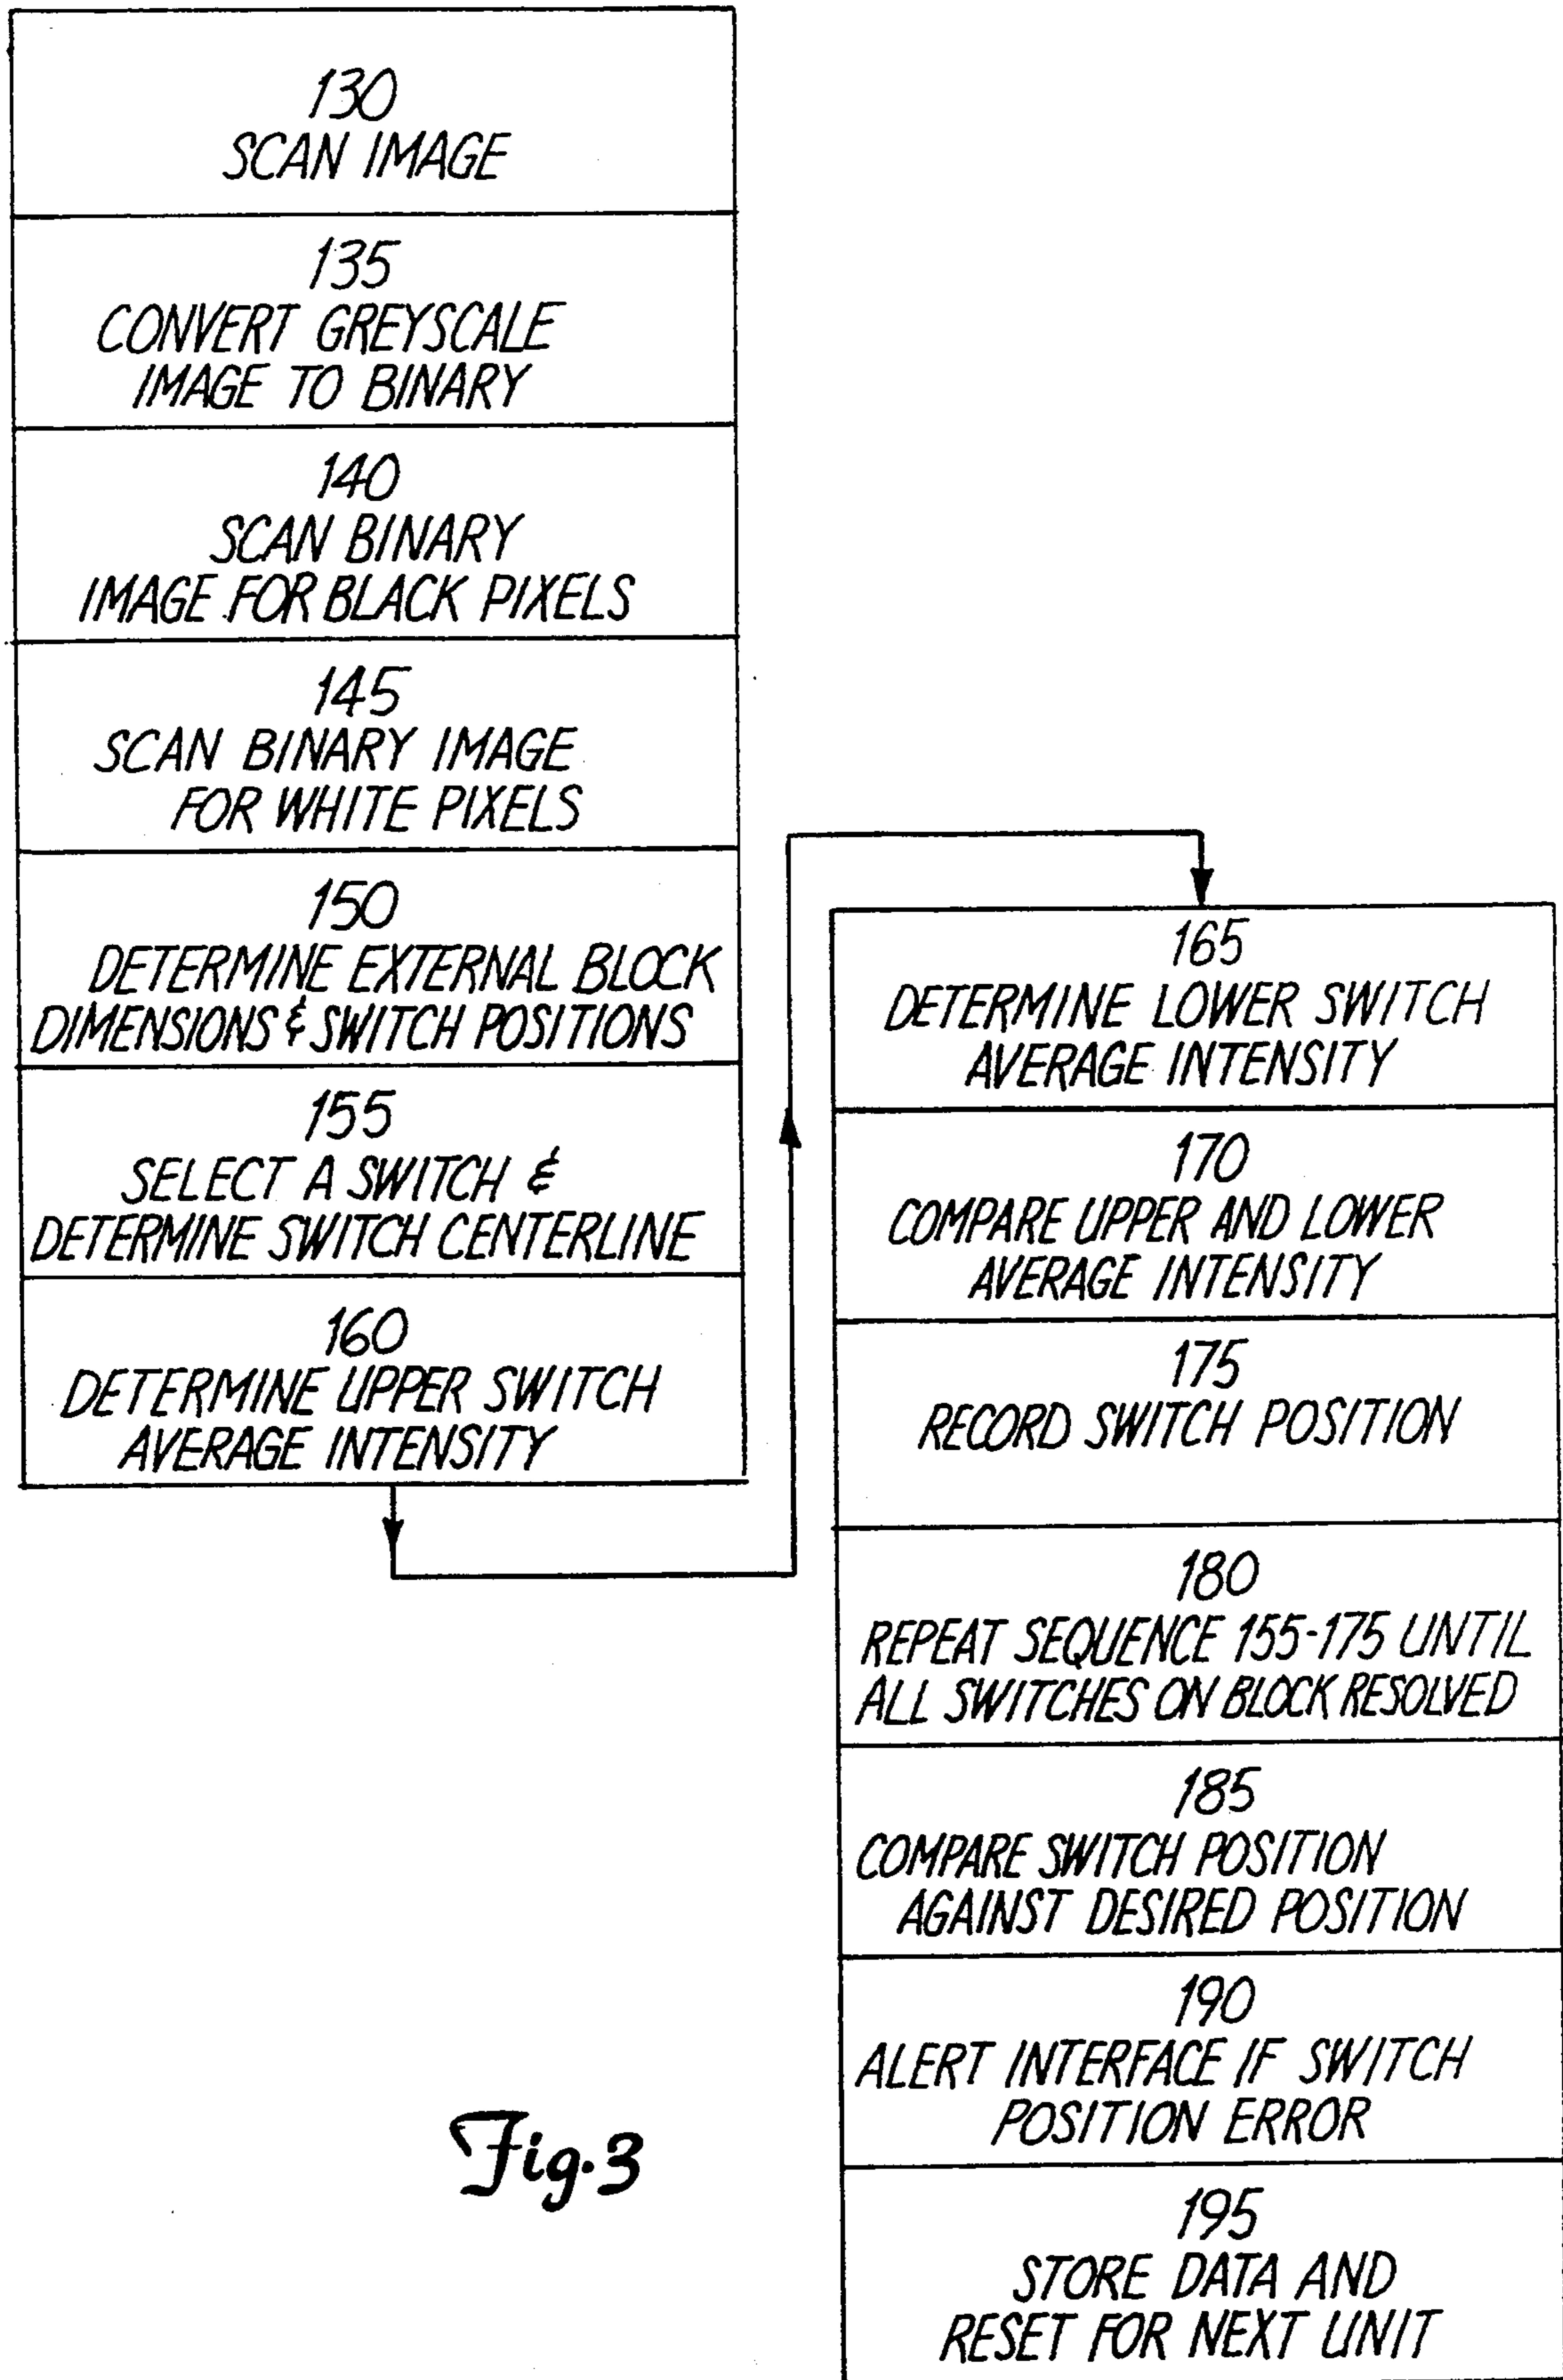 130
SCAN IMAGE
135
CONVERT GREYSCALE
IMAGE TO BINARY
140
SCAN BINARY
IMAGE FOR BLACK PIXELS
145
SCAN BINARY IMAGE
FOR WHITE PIXELS
150
DETERMINE EXTERNAL BLOCK
DIMENSIONS & SWITCH POSITIONS
155
SELECT A SWITCH &
DETERMINE SWITCH CENTERLINE
160
DETERMINE UPPER SWITCH
AVERAGE INTENSITY
165
DETERMINE LOWER SWITCH
AVERAGE INTENSITY
170
COMPARE UPPER AND LOWER
AVERAGE INTENSITY
175
RECORD SWITCH POSITION
180
REPEAT SEQUENCE 155-175 UNTIL
ALL SWITCHES ON BLOCK RESOLVED
185
COMPARE SWITCH POSITION
AGAINST DESIRED POSITION
190
ALERT INTERFACE IF SWITCH
POSITION ERROR
195
STORE DATA AND
RESET FOR NEXT UNIT
Fig.3